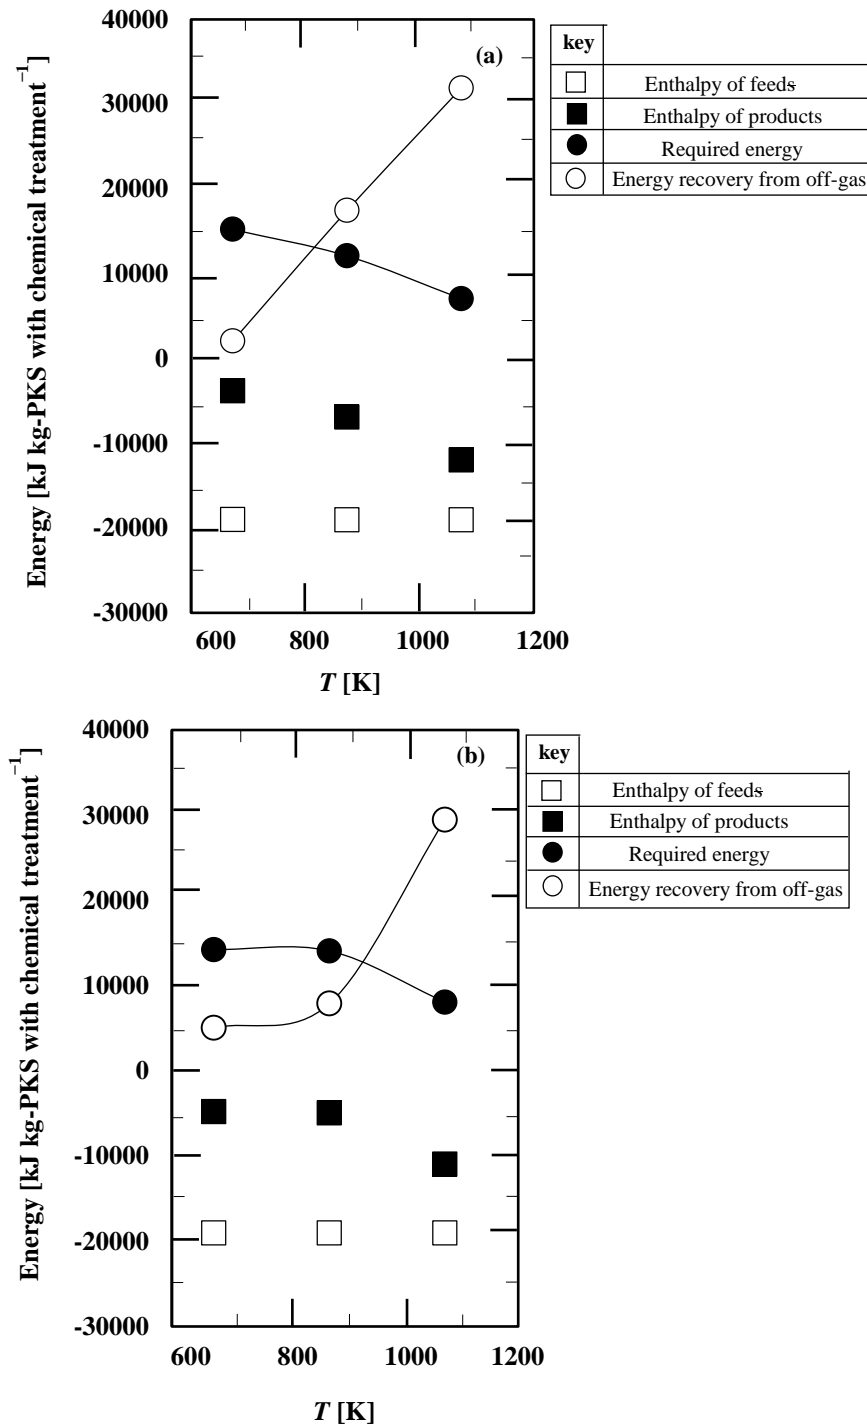 40000
30000
20000
10000
0
-10000
-20000
-30000
Energy [kJ kg-PKS with chemical treatment⁻¹]
(a)
600 800 1000 1200
T [K]
key
Enthalpy of feeds
Enthalpy of products
Required energy
Energy recovery from off-gas
40000
30000
20000
10000
0
-10000
-20000
-30000
Energy [kJ kg-PKS with chemical treatment⁻¹]
(b)
600 800 1000 1200
T [K]
key
Enthalpy of feeds
Enthalpy of products
Required energy
Energy recovery from off-gas